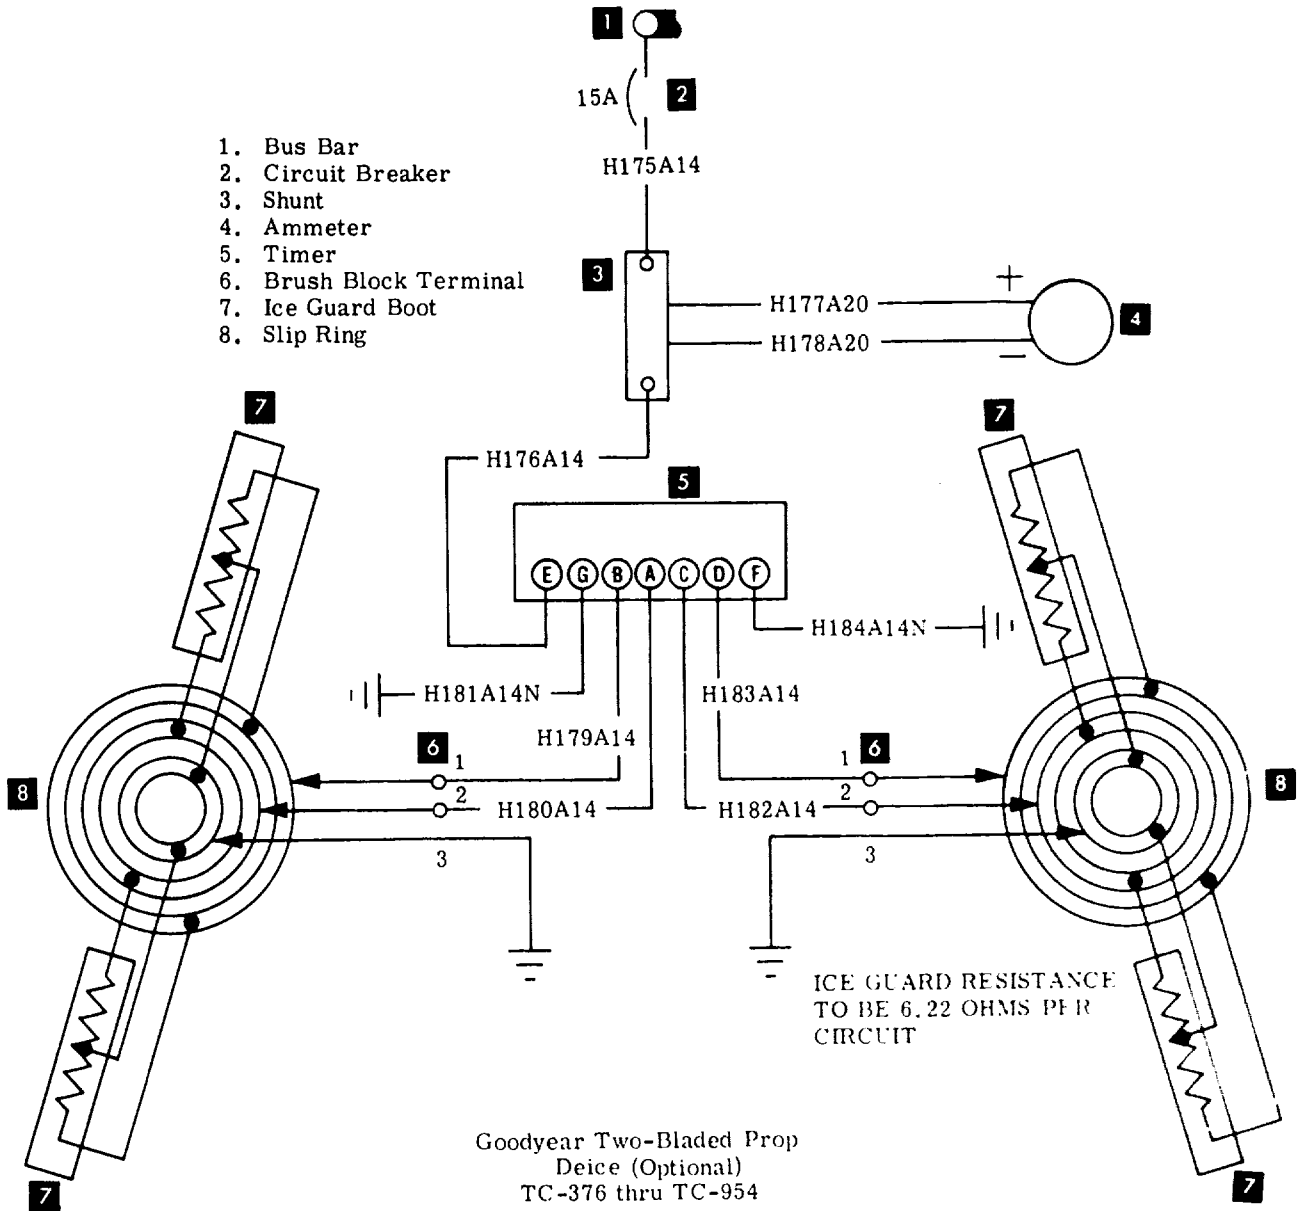 1
15A 2
H175A14
1. Bus Bar
2. Circuit Breaker
3. Shunt
4. Ammeter
5. Timer
6. Brush Block Terminal
7. Ice Guard Boot
8. Slip Ring
3
+
H177A20
4
H178A20
−
7
7
H176A14
5
E G B A C D F
H184A14N
H181A14N
H183A14
H179A14
6
1
2
H180A14
3
6
1
2
H182A14
3
8
8
ICE GUARD RESISTANCE
TO BE 6.22 OHMS PER
CIRCUIT
7
7
Goodyear Two-Bladed Prop
Deice (Optional)
TC-376 thru TC-954